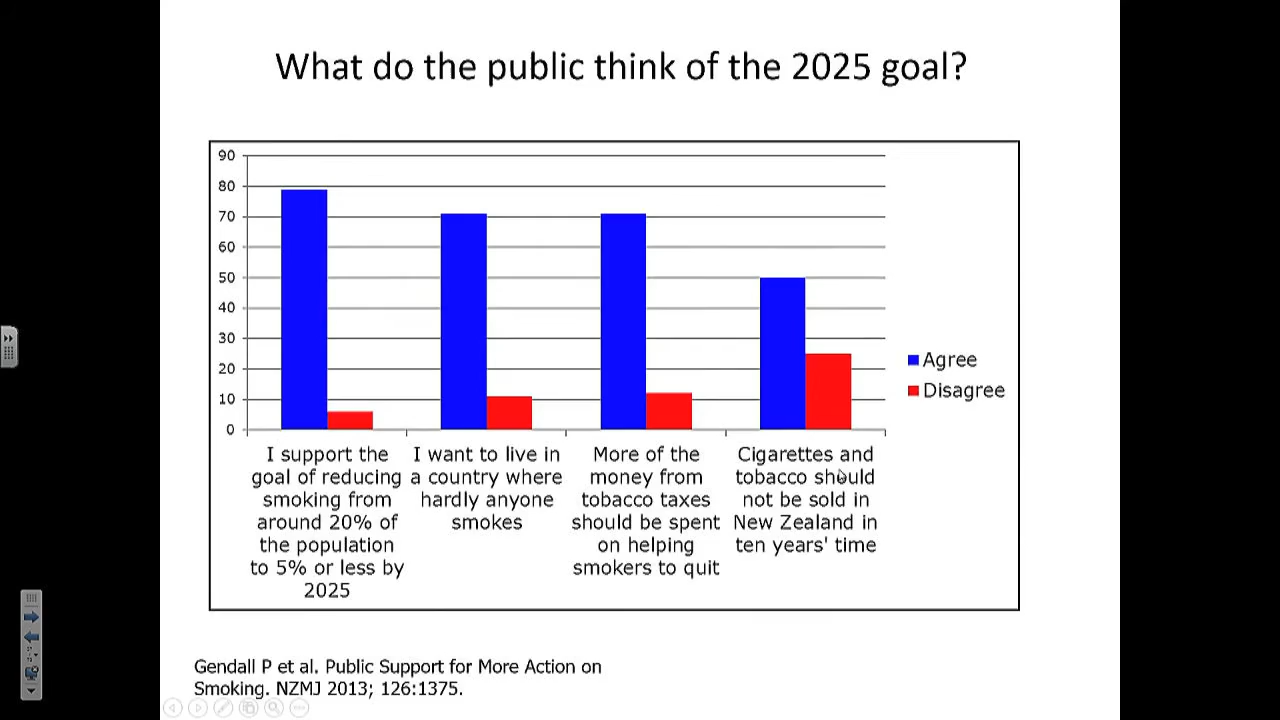 What do the public think of the 2025 goal?
90
80
70
60
50
40
30
20
10
0
I support the
goal of reducing
smoking from
around 20% of
the population
to 5% or less by
2025
I want to live in
a country where
hardly anyone
smokes
More of the
money from
tobacco taxes
should be spent
on helping
smokers to quit
Cigarettes and
tobacco should
not be sold in
New Zealand in
ten years' time
Agree
Disagree
Gendall P et al. Public Support for More Action on
Smoking. NZMJ 2013; 126:1375.